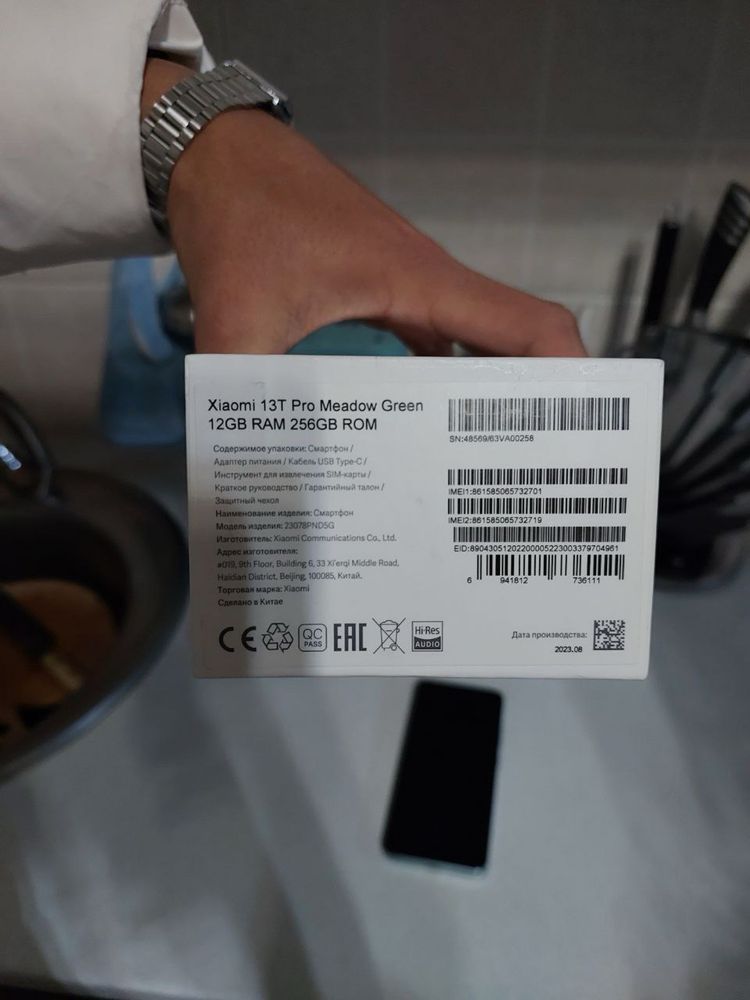 Xiaomi 13T Pro Meadow Green
12GB RAM 256GB ROM
Содержимое упаковки: Смартфон /
Адаптер питания / Кабель USB Type-C /
Инструмент для извлечения SIM-карты /
Краткое руководство / Гарантийный талон /
Защитный чехол
Наименование изделия: Смартфон
Модель изделия: 23078PND5G
Изготовитель: Xiaomi Communications Co., Ltd.
Адрес изготовителя:
#019, 9th Floor, Building 6, 33 Xi'erqi Middle Road,
Haidian District, Beijing, 100085, Китай.
Торговая марка: Xiaomi
Сделано в Китае
SN:48569/63VA00258
IMEI1:861585065732701
IMEI2:861585065732719
EID:89043051202200005223003379704961
6 941812 736111
CE
QC
PASS
EAC
Hi-Res
AUDIO
Дата производства:
2023.08